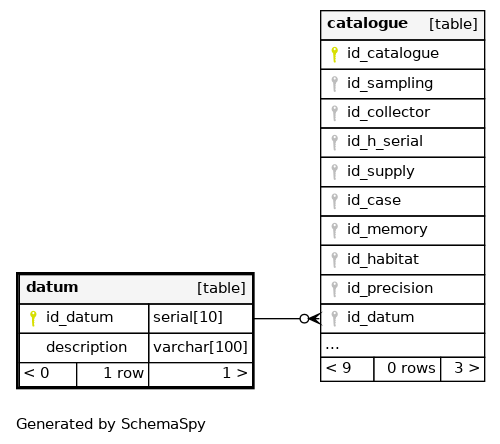 catalogue [table]
id_catalogue
id_sampling
id_collector
id_h_serial
id_supply
id_case
id_memory
id_habitat
id_precision
id_datum
...
< 9 0 rows 3 >
datum [table]
id_datum serial[10]
description varchar[100]
< 0 1 row 1 >
Generated by SchemaSpy